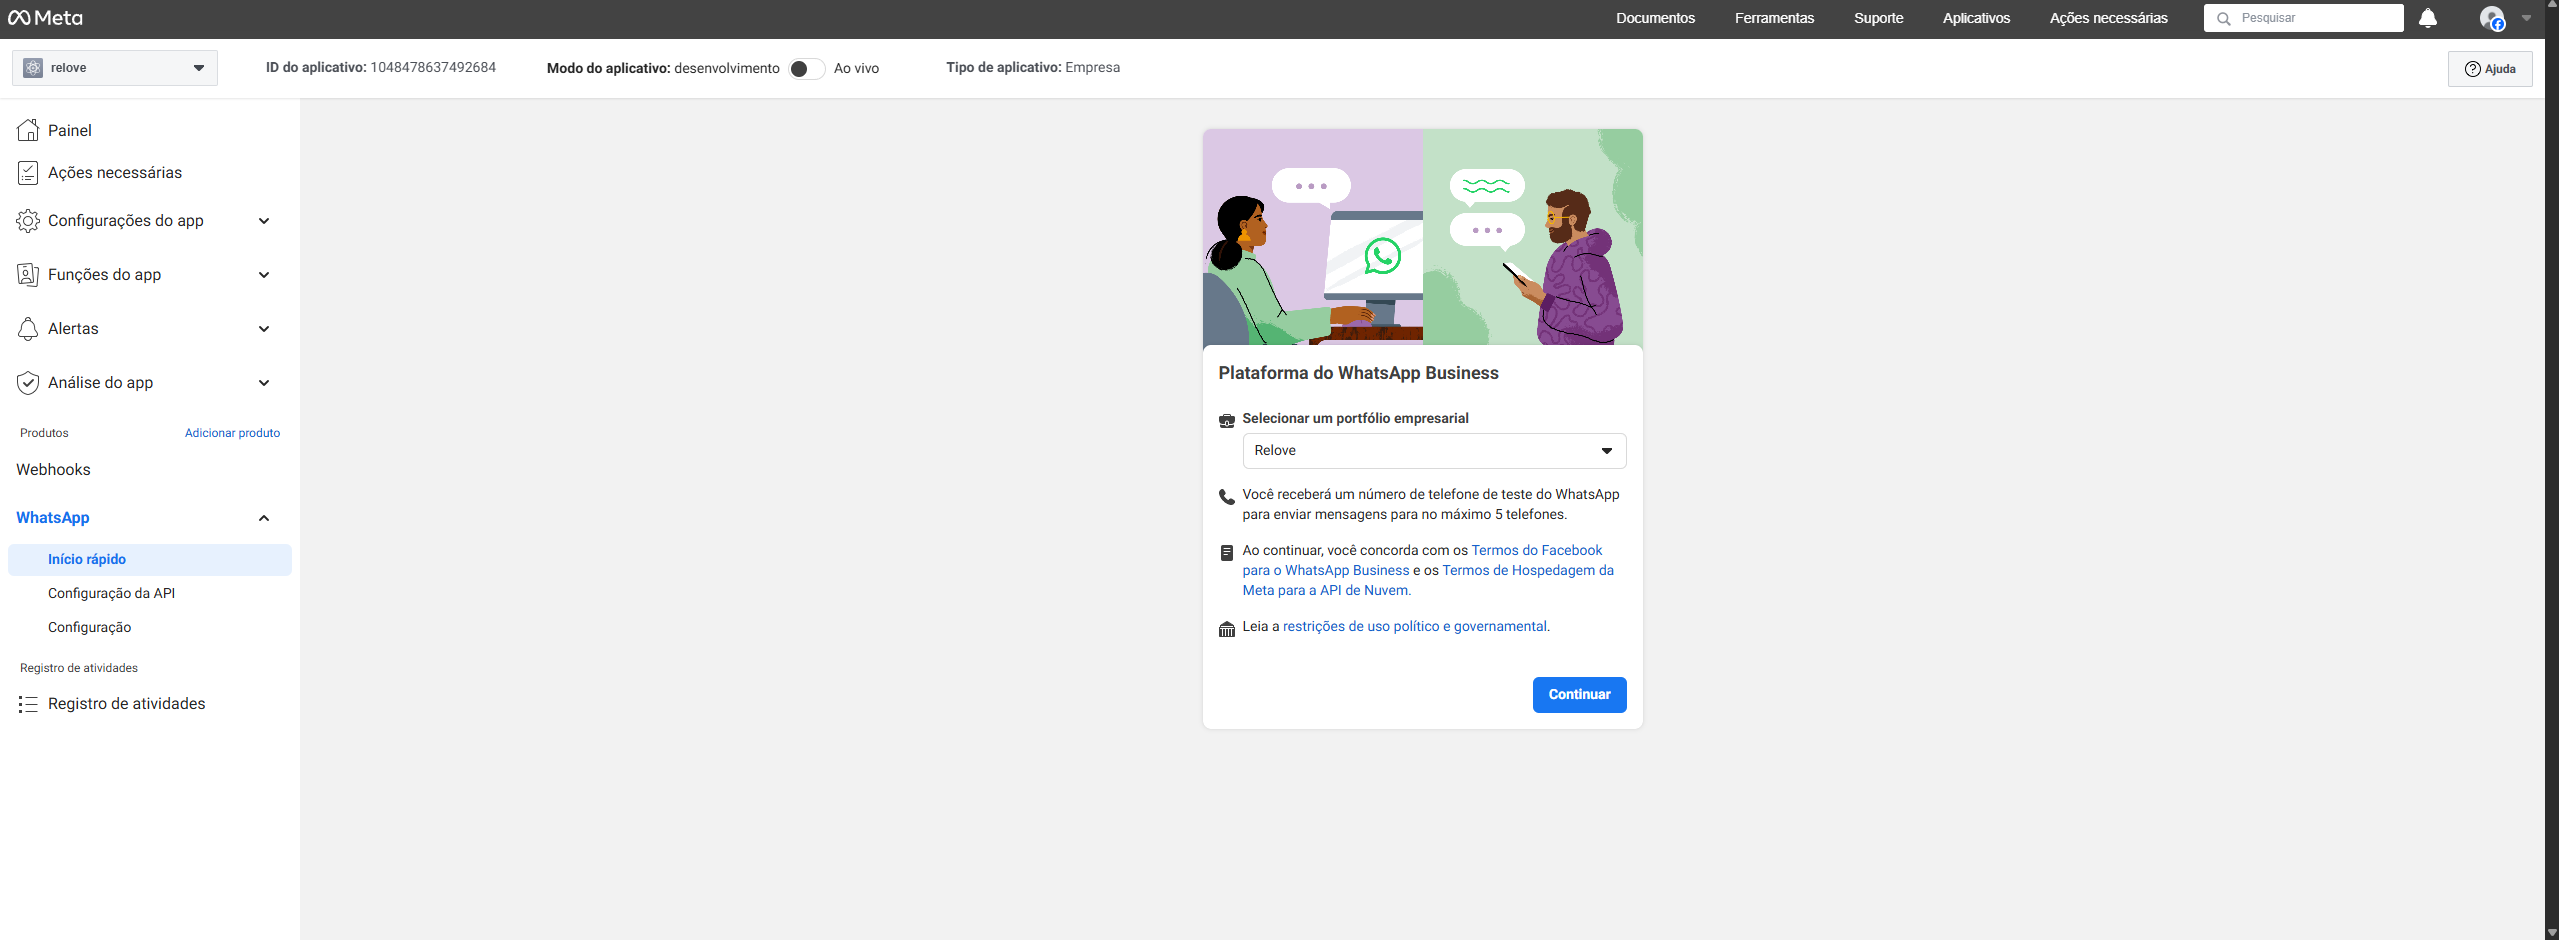 Meta
Documentos
Ferramentas
Suporte
Aplicativos
Ações necessárias
Pesquisar
relove
ID do aplicativo: 1048478637492684
Modo do aplicativo: desenvolvimento
Ao vivo
Tipo de aplicativo: Empresa
Ajuda
Painel
Ações necessárias
Configurações do app
Funções do app
Alertas
Análise do app
Produtos
Adicionar produto
Webhooks
WhatsApp
Início rápido
Configuração da API
Configuração
Registro de atividades
Registro de atividades
Plataforma do WhatsApp Business
Selecionar um portfólio empresarial
Relove
Você receberá um número de telefone de teste do WhatsApp
para enviar mensagens para no máximo 5 telefones.
Ao continuar, você concorda com os Termos do Facebook
para o WhatsApp Business e os Termos de Hospedagem da
Meta para a API de Nuvem.
Leia a restrições de uso político e governamental.
Continuar